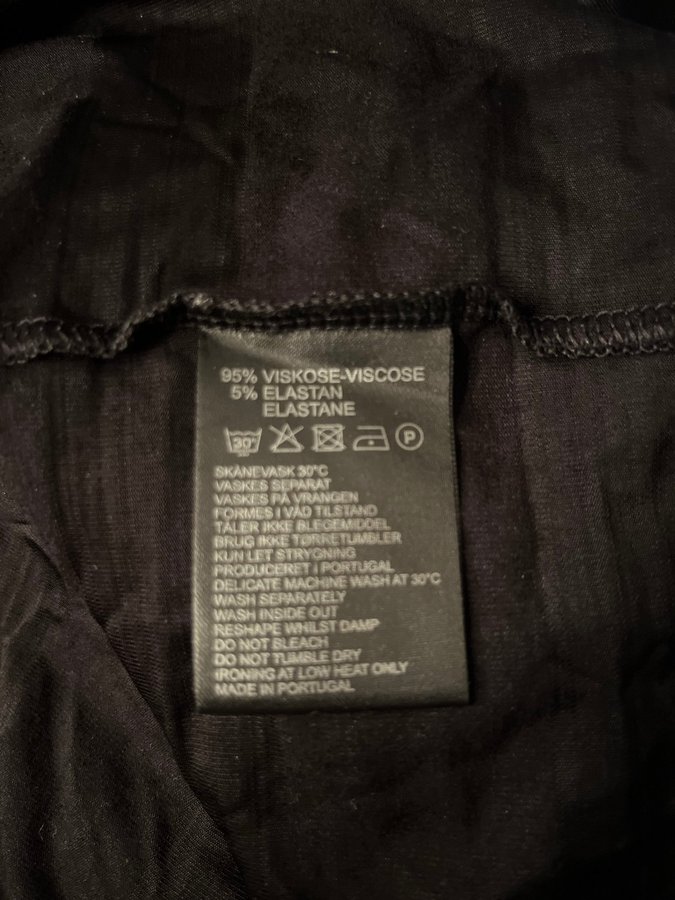 95% VISKOSE-VISCOSE
5% ELASTAN
ELASTANE
30° P
SKÅNEVASK 30°C
VASKES SEPARAT
VASKES PÅ VRANGEN
FORMES I VÅD TILSTAND
TÅLER IKKE BLEGEMIDDEL
BRUG IKKE TØRRETUMBLER
KUN LET STRYGNING
PRODUCERET I PORTUGAL
DELICATE MACHINE WASH AT 30°C
WASH SEPARATELY
WASH INSIDE OUT
RESHAPE WHILST DAMP
DO NOT BLEACH
DO NOT TUMBLE DRY
IRONING AT LOW HEAT ONLY
MADE IN PORTUGAL